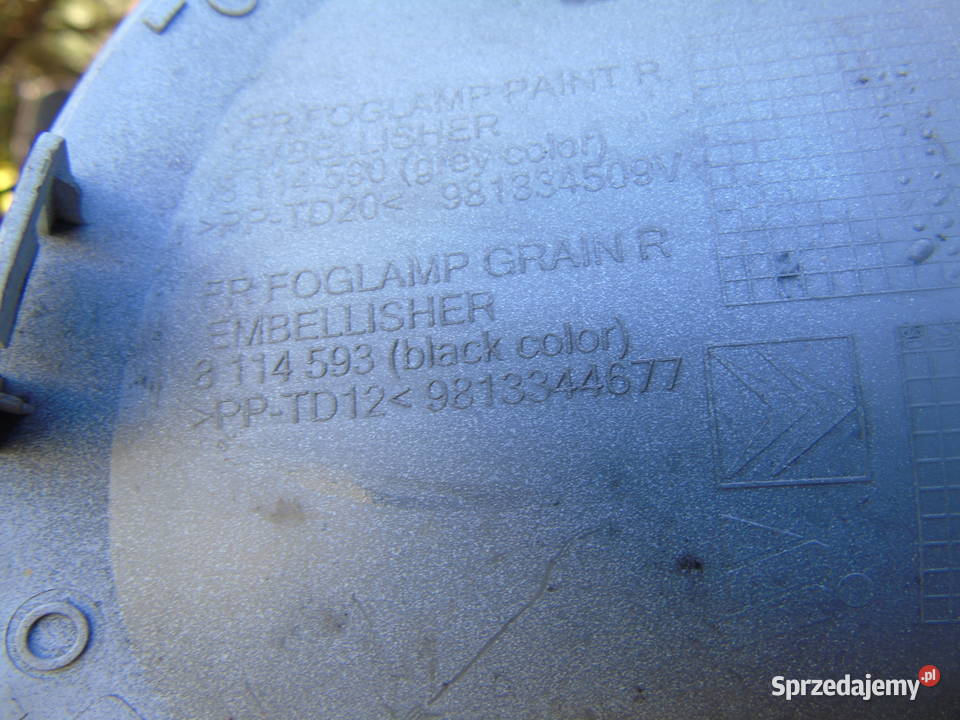 FR FOGLAMP PAINT R
EMBELLISHER
8 114 590 (grey color)
>PP-TD20< 981334509V
FR FOGLAMP GRAIN R
EMBELLISHER
8 114 593 (black color)
>PP-TD12< 9813344677
Sprzedajemy.pl